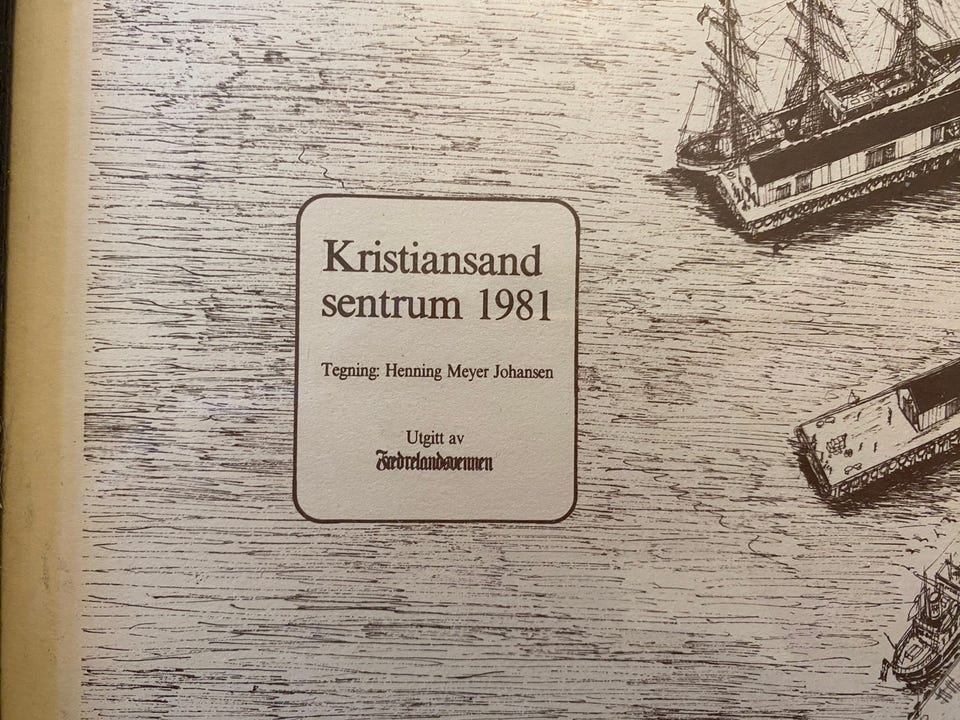 Kristiansand
sentrum 1981
Tegning: Henning Meyer Johansen
Utgitt av
Fædrelandsvennen